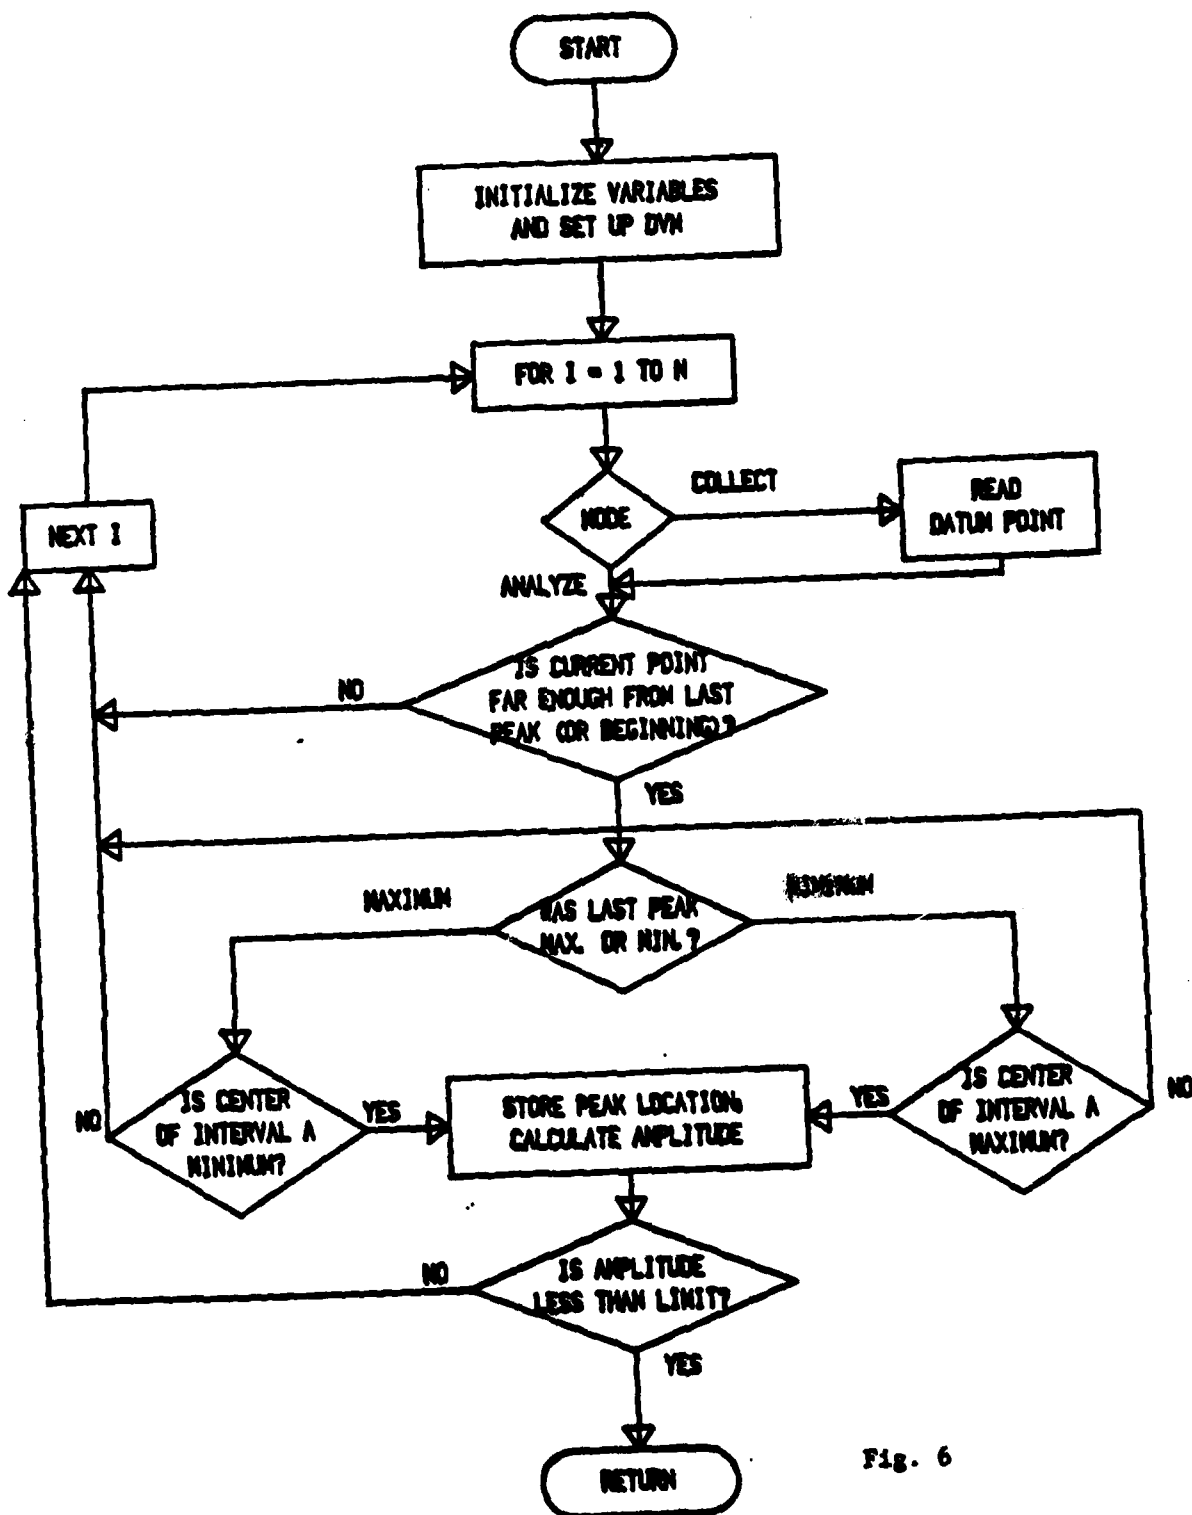 START
INITIALIZE VARIABLES
AND SET UP DVM
FOR I = 1 TO N
MODE
COLLECT
READ
DATUM POINT
NEXT I
ANALYZE
IS CURRENT POINT
FAR ENOUGH FROM LAST
PEAK (OR BEGINNING)?
NO
YES
WAS LAST PEAK
MAX. OR MIN.?
MAXIMUM
MINIMUM
IS CENTER
OF INTERVAL A
MINIMUM?
NO
YES
STORE PEAK LOCATION,
CALCULATE AMPLITUDE
YES
IS CENTER
OF INTERVAL A
MAXIMUM?
NO
IS AMPLITUDE
LESS THAN LIMIT?
NO
YES
RETURN
Fig. 6